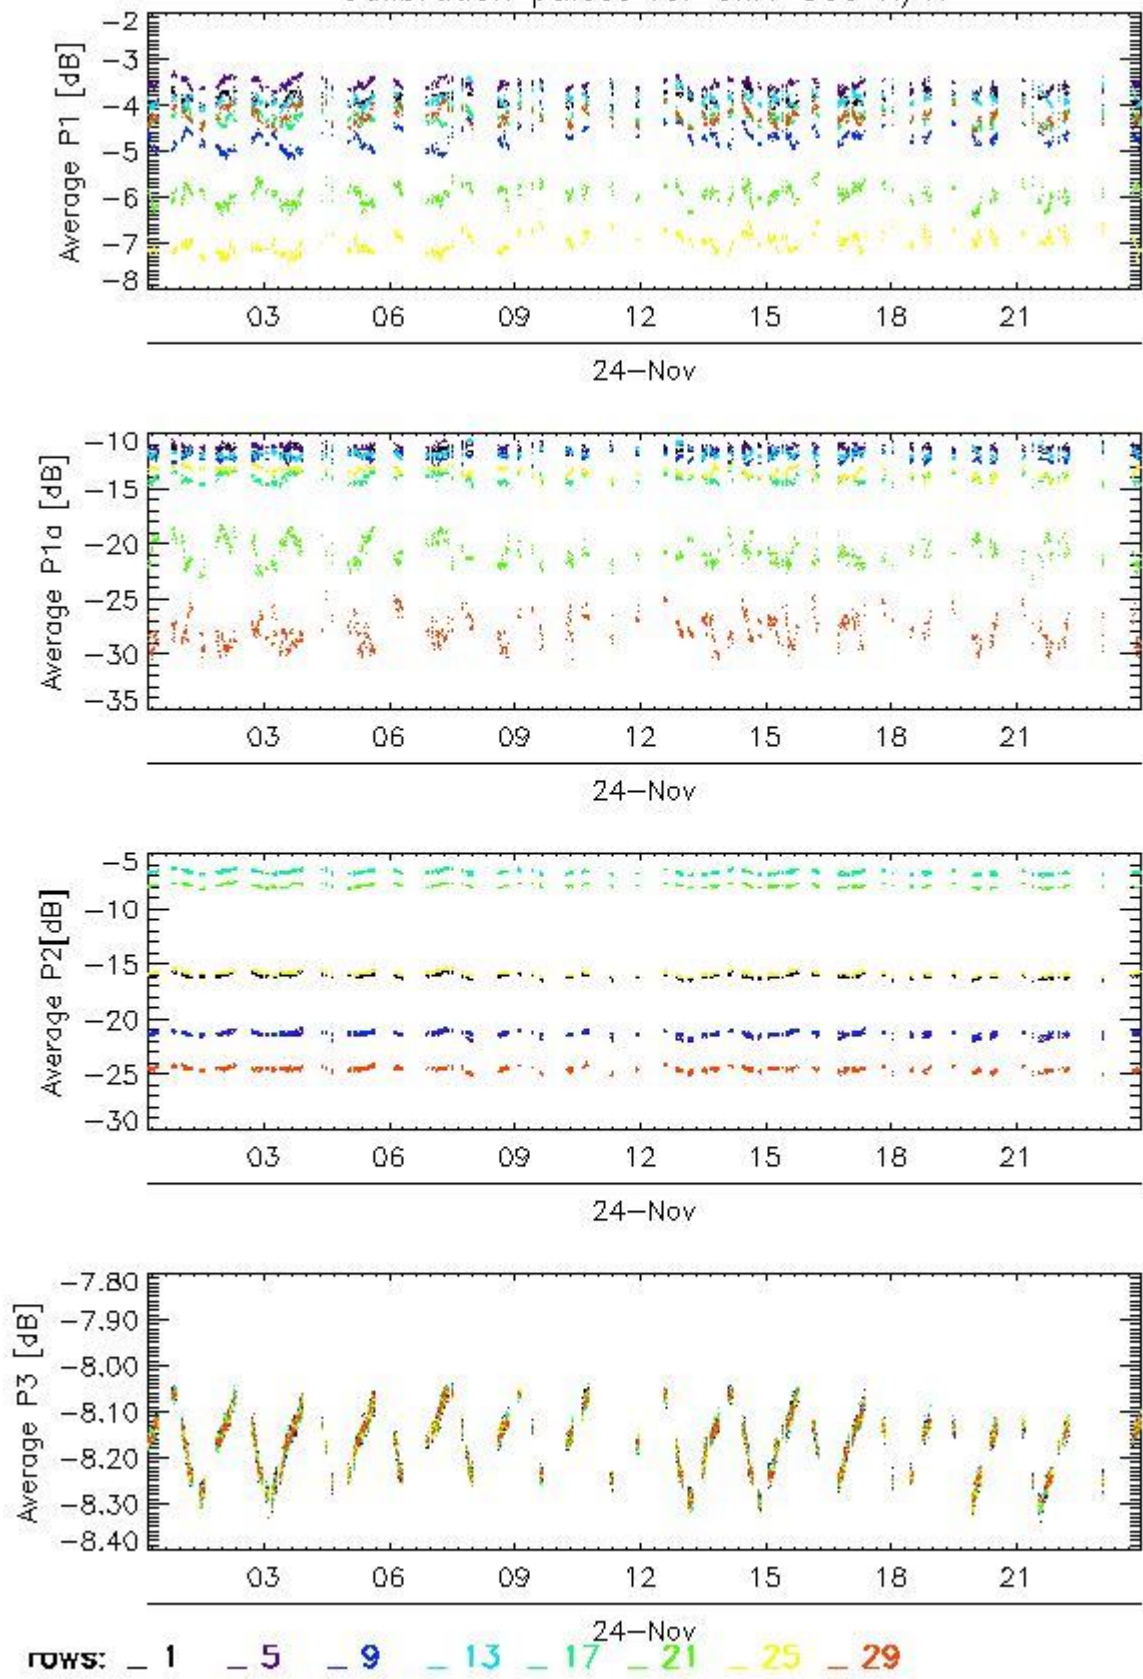 Average P1 [dB]
-2
-3
-4
-5
-6
-7
-8
03 06 09 12 15 18 21
24-Nov
Average P1a [dB]
-10
-15
-20
-25
-30
-35
03 06 09 12 15 18 21
24-Nov
Average P2[dB]
-5
-10
-15
-20
-25
-30
03 06 09 12 15 18 21
24-Nov
Average P3 [dB]
-7.80
-7.90
-8.00
-8.10
-8.20
-8.30
-8.40
03 06 09 12 15 18 21
24-Nov
rows: _ 1 _ 5 _ 9 _ 13 _ 17 _ 21 _ 25 _ 29